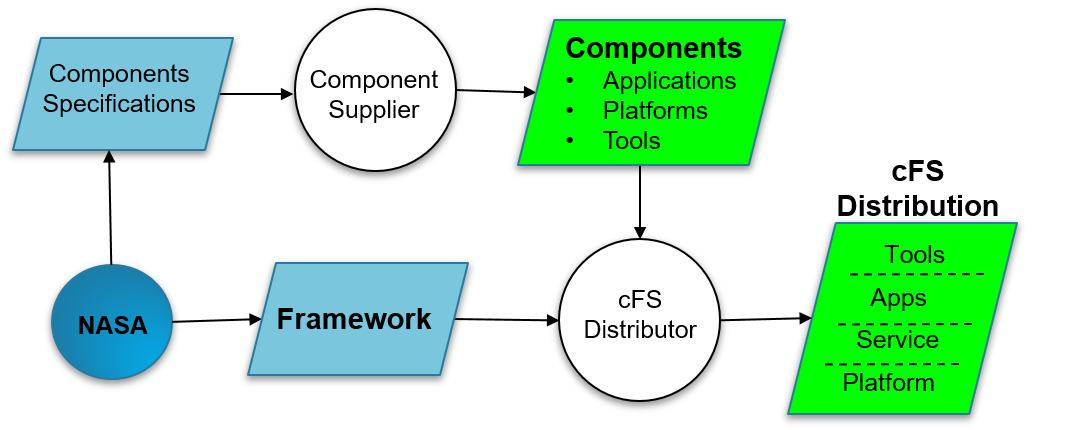 Components
Specifications
Component
Supplier
Components
• Applications
• Platforms
• Tools
NASA
Framework
cFS
Distributor
cFS
Distribution
Tools
Apps
Service
Platform